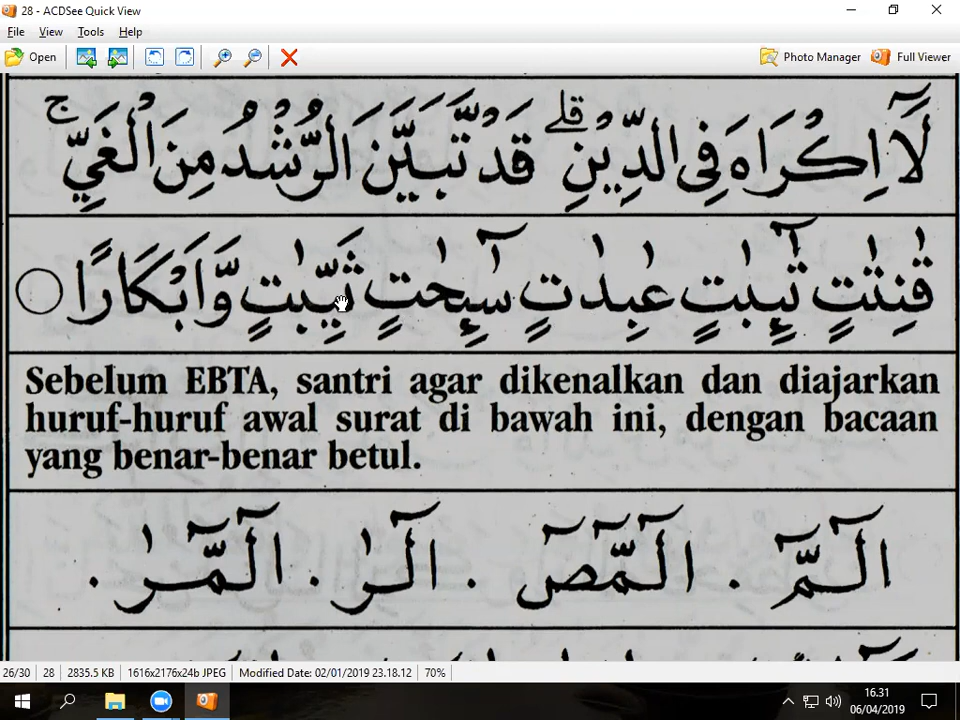 28 - ACDSee Quick View
File View Tools Help
Open Photo Manager Full Viewer
لَآ اِكْرَاهَ فِى الدِّيْنِ ۗ قَدْ تَّبَيَّنَ الرُّشْدُ مِنَ الْغَيِّ ۚ
قٰنِتٰتٍ تٰٓىِٕبٰتٍ عٰبِدٰتٍ سٰٓىِٕحٰتٍ ثَيِّبٰتٍ وَّاَبْكَارًا
Sebelum EBTA, santri agar dikenalkan dan diajarkan
huruf-huruf awal surat di bawah ini, dengan bacaan
yang benar-benar betul.
الٓمّٓ . الٓمّٓصٓ . الٓرٰ . الٓمّٓرٰ .
26/30 28 2835.5 KB 1616x2176x24b JPEG Modified Date: 02/01/2019 23.18.12 70%
16.31
06/04/2019